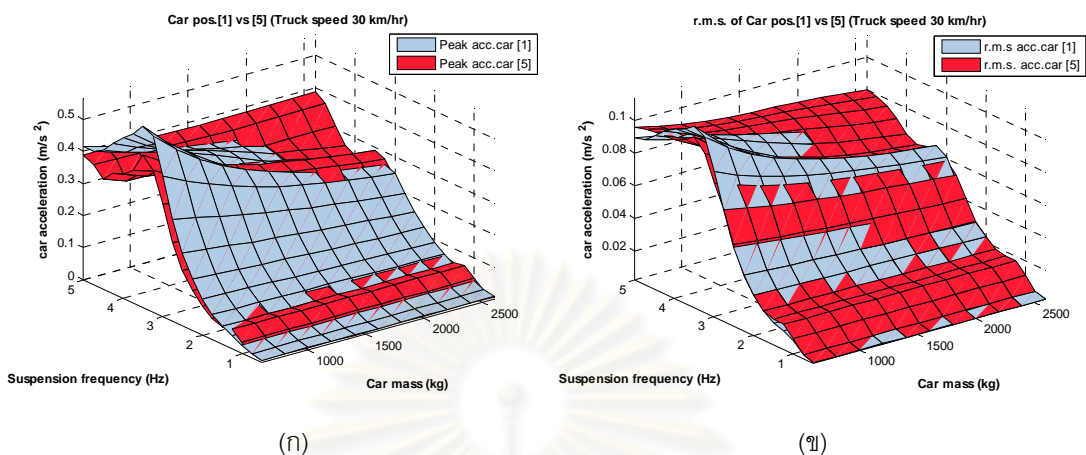 Car pos.[1] vs [5] (Truck speed 30 km/hr)
Peak acc.car [1]
Peak acc.car [5]
car acceleration (m/s²)
0.5
0.4
0.3
0.2
0.1
0
5
4
3
2
1
1000
1500
2000
2500
Suspension frequency (Hz)
Car mass (kg)
(ก)
r.m.s. of Car pos.[1] vs [5] (Truck speed 30 km/hr)
r.m.s acc.car [1]
r.m.s. acc.car [5]
car acceleration (m/s²)
0.1
0.08
0.06
0.04
0.02
5
4
3
2
1
1000
1500
2000
2500
Suspension frequency (Hz)
Car mass (kg)
(ข)